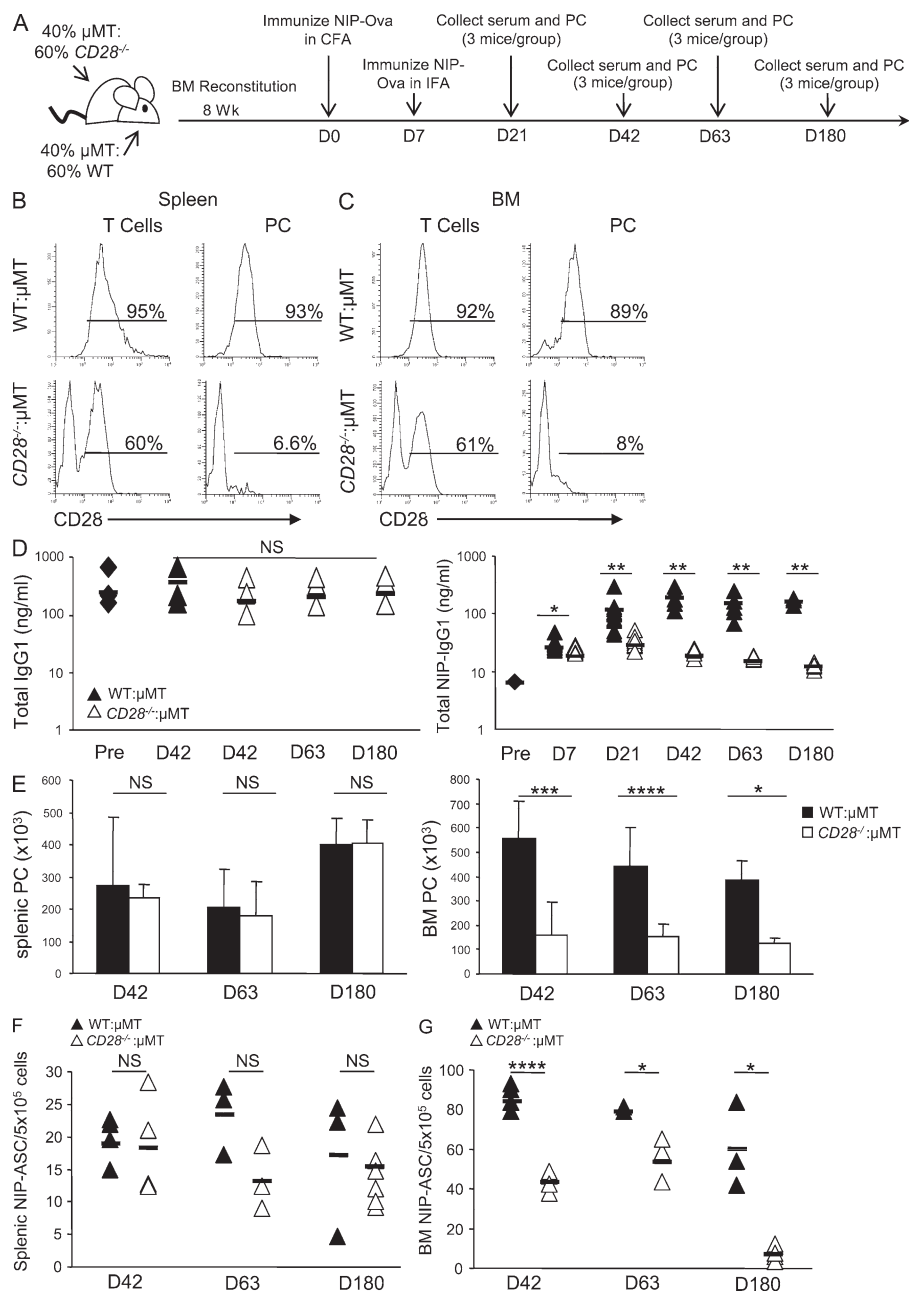 A
40% µMT:
60% CD28-/-
40% µMT:
60% WT
BM Reconstitution
8 Wk
Immunize NIP-Ova
in CFA
Immunize NIP-
Ova in IFA
Collect serum and PC
(3 mice/group)
Collect serum and PC
(3 mice/group)
Collect serum and PC
(3 mice/group)
Collect serum and PC
(3 mice/group)
D0
D7
D21
D42
D63
D180
B
Spleen
T Cells
PC
WT:µMT
95%
93%
CD28-/-:µMT
60%
6.6%
CD28
C
BM
T Cells
PC
WT:µMT
92%
89%
CD28-/-:µMT
61%
8%
CD28
D
Total IgG1 (ng/ml)
1000
100
10
1
NS
WT:µMT
CD28-/-:µMT
Pre D42 D42 D63 D180
Total NIP-IgG1 (ng/ml)
1000
100
10
1
* ** ** ** **
Pre D7 D21 D42 D63 D180
E
splenic PC (x10³)
600
500
400
300
200
100
0
NS NS NS
D42 D63 D180
BM PC (x10³)
800
700
600
500
400
300
200
100
0
*** **** *
WT:µMT
CD28-/-:µMT
D42 D63 D180
F
WT:µMT
CD28-/-:µMT
Splenic NIP-ASC/5x10⁵ cells
30
25
20
15
10
5
0
NS NS NS
D42 D63 D180
G
WT:µMT
CD28-/-:µMT
BM NIP-ASC/5x10⁵ cells
100
80
60
40
20
0
**** * *
D42 D63 D180